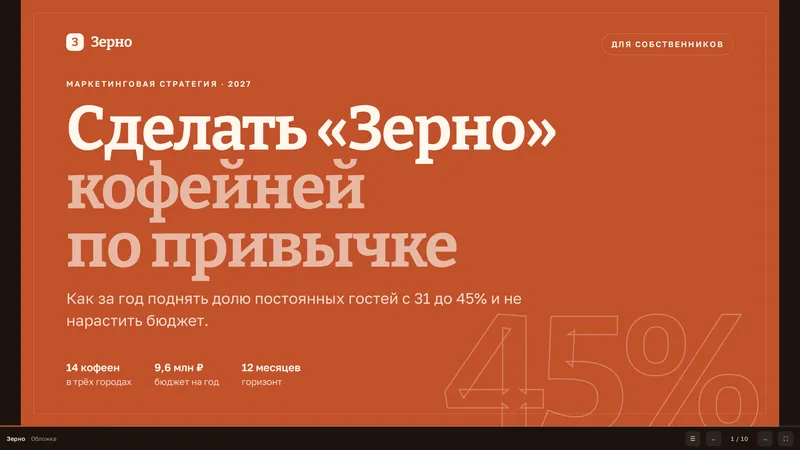 З Зерно
ДЛЯ СОБСТВЕННИКОВ
МАРКЕТИНГОВАЯ СТРАТЕГИЯ · 2027
Сделать «Зерно»
кофейней
по привычке
Как за год поднять долю постоянных гостей с 31 до 45% и не
нарастить бюджет.
14 кофеен
в трёх городах
9,6 млн ₽
бюджет на год
12 месяцев
горизонт
45%
Зерно Обложка
1 / 10